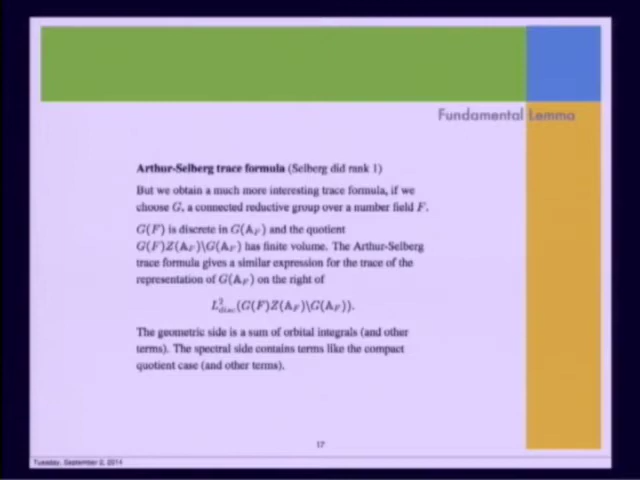 Fundamental Lemma
Arthur-Selberg trace formula (Selberg did rank 1)
But we obtain a much more interesting trace formula, if we
choose G, a connected reductive group over a number field F.
G(F) is discrete in G(𝔸_F) and the quotient
G(F)Z(𝔸_F)\G(𝔸_F) has finite volume. The Arthur-Selberg
trace formula gives a similar expression for the trace of the
representation of G(𝔸_F) on the right of
L²_disc(G(F)Z(𝔸_F)\G(𝔸_F)).
The geometric side is a sum of orbital integrals (and other
terms). The spectral side contains terms like the compact
quotient case (and other terms).
17
Tuesday, September 2, 2014